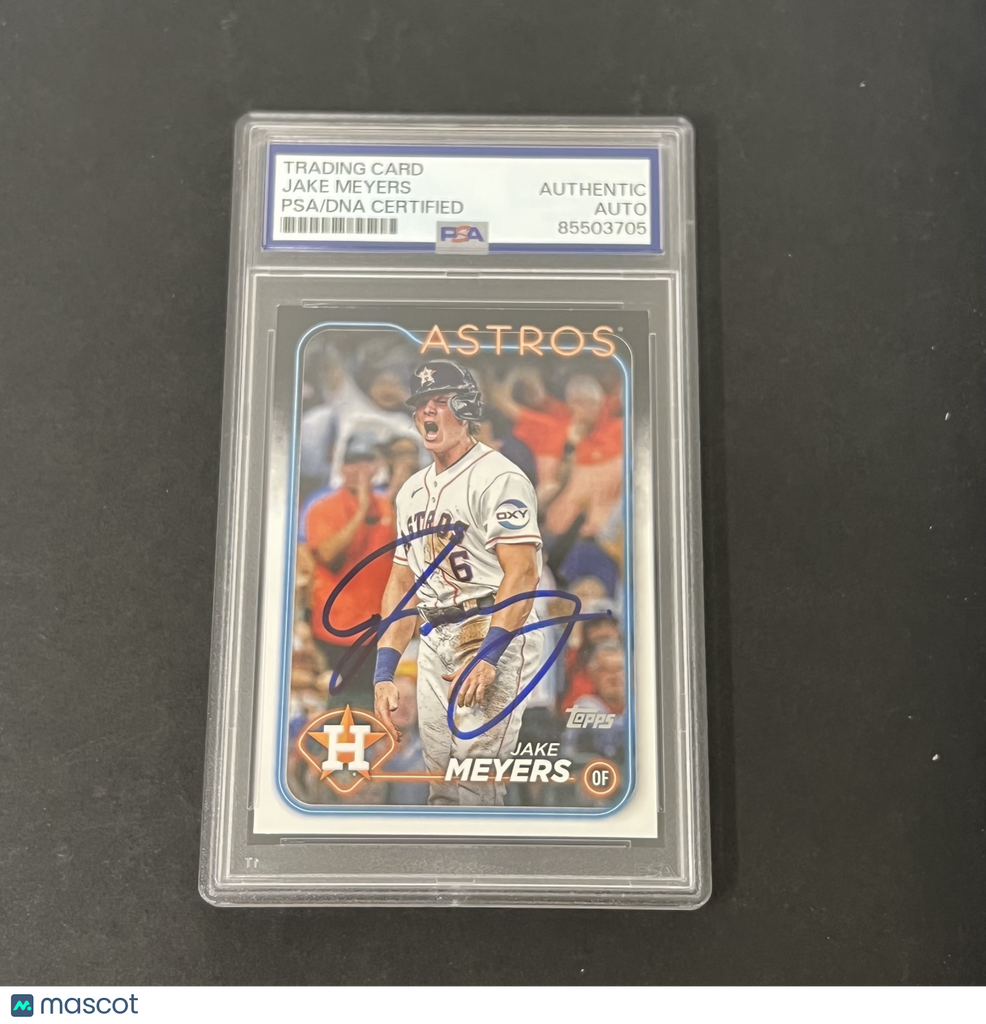 TRADING CARD
JAKE MEYERS
PSA/DNA CERTIFIED
AUTHENTIC
AUTO
85503705
PSA
ASTROS
OXY
ASTROS
6
H
Topps
JAKE
MEYERS
OF
mascot